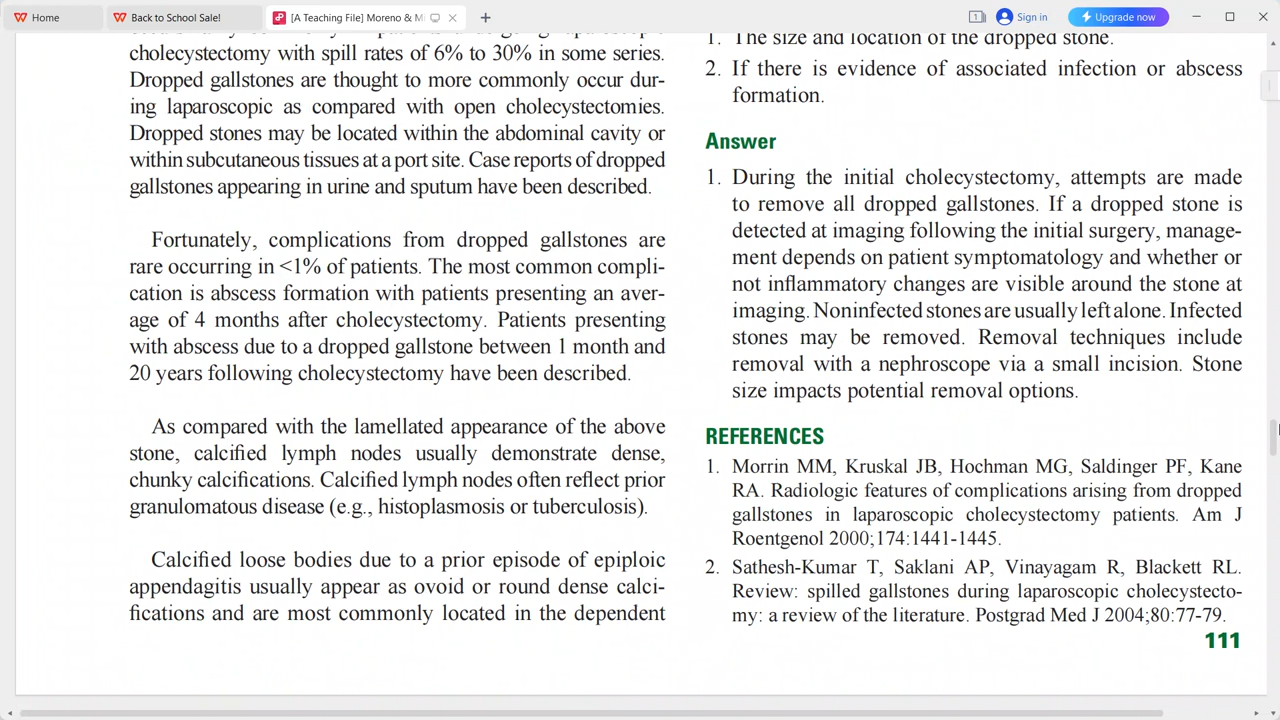 Home
Back to School Sale!
[A Teaching File] Moreno & Mi
1
Sign in
Upgrade now
cholecystectomy with spill rates of 6% to 30% in some series.
Dropped gallstones are thought to more commonly occur dur-
ing laparoscopic as compared with open cholecystectomies.
Dropped stones may be located within the abdominal cavity or
within subcutaneous tissues at a port site. Case reports of dropped
gallstones appearing in urine and sputum have been described.
Fortunately, complications from dropped gallstones are
rare occurring in <1% of patients. The most common compli-
cation is abscess formation with patients presenting an aver-
age of 4 months after cholecystectomy. Patients presenting
with abscess due to a dropped gallstone between 1 month and
20 years following cholecystectomy have been described.
As compared with the lamellated appearance of the above
stone, calcified lymph nodes usually demonstrate dense,
chunky calcifications. Calcified lymph nodes often reflect prior
granulomatous disease (e.g., histoplasmosis or tuberculosis).
Calcified loose bodies due to a prior episode of epiploic
appendagitis usually appear as ovoid or round dense calci-
fications and are most commonly located in the dependent
1. The size and location of the dropped stone.
2. If there is evidence of associated infection or abscess
formation.
Answer
1. During the initial cholecystectomy, attempts are made
to remove all dropped gallstones. If a dropped stone is
detected at imaging following the initial surgery, manage-
ment depends on patient symptomatology and whether or
not inflammatory changes are visible around the stone at
imaging. Noninfected stones are usually left alone. Infected
stones may be removed. Removal techniques include
removal with a nephroscope via a small incision. Stone
size impacts potential removal options.
REFERENCES
1. Morrin MM, Kruskal JB, Hochman MG, Saldinger PF, Kane
RA. Radiologic features of complications arising from dropped
gallstones in laparoscopic cholecystectomy patients. Am J
Roentgenol 2000;174:1441-1445.
2. Sathesh-Kumar T, Saklani AP, Vinayagam R, Blackett RL.
Review: spilled gallstones during laparoscopic cholecystecto-
my: a review of the literature. Postgrad Med J 2004;80:77-79.
111